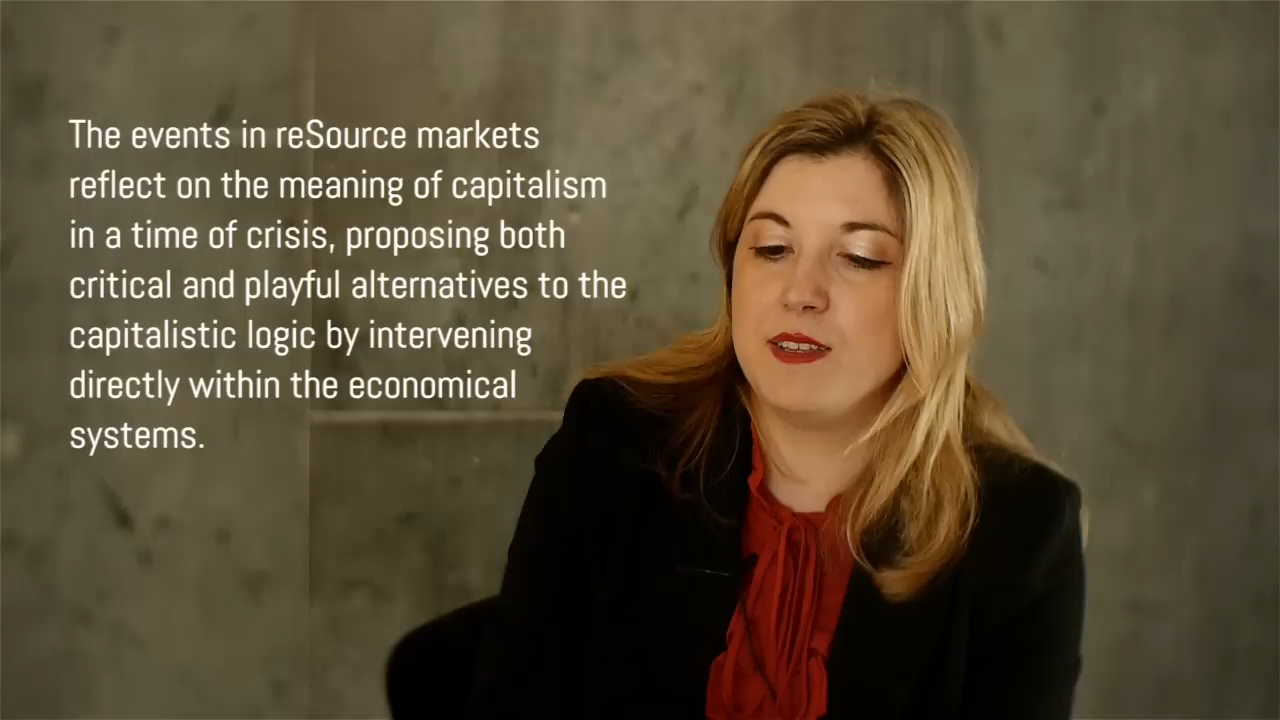 The events in reSource markets
reflect on the meaning of capitalism
in a time of crisis, proposing both
critical and playful alternatives to the
capitalistic logic by intervening
directly within the economical
systems.